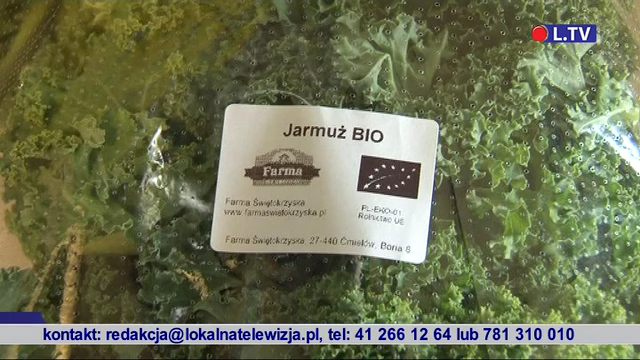 L.TV
Jarmuż BIO
Farma
Farma Świętokrzyska
www.farmaswietokrzyska.pl
PL-EKO-01
Rolnictwo UE
Farma Świętokrzyska, 27-440 Ćmielów, Boria 8
kontakt: redakcja@lokalnatelewizja.pl, tel: 41 266 12 64 lub 781 310 010